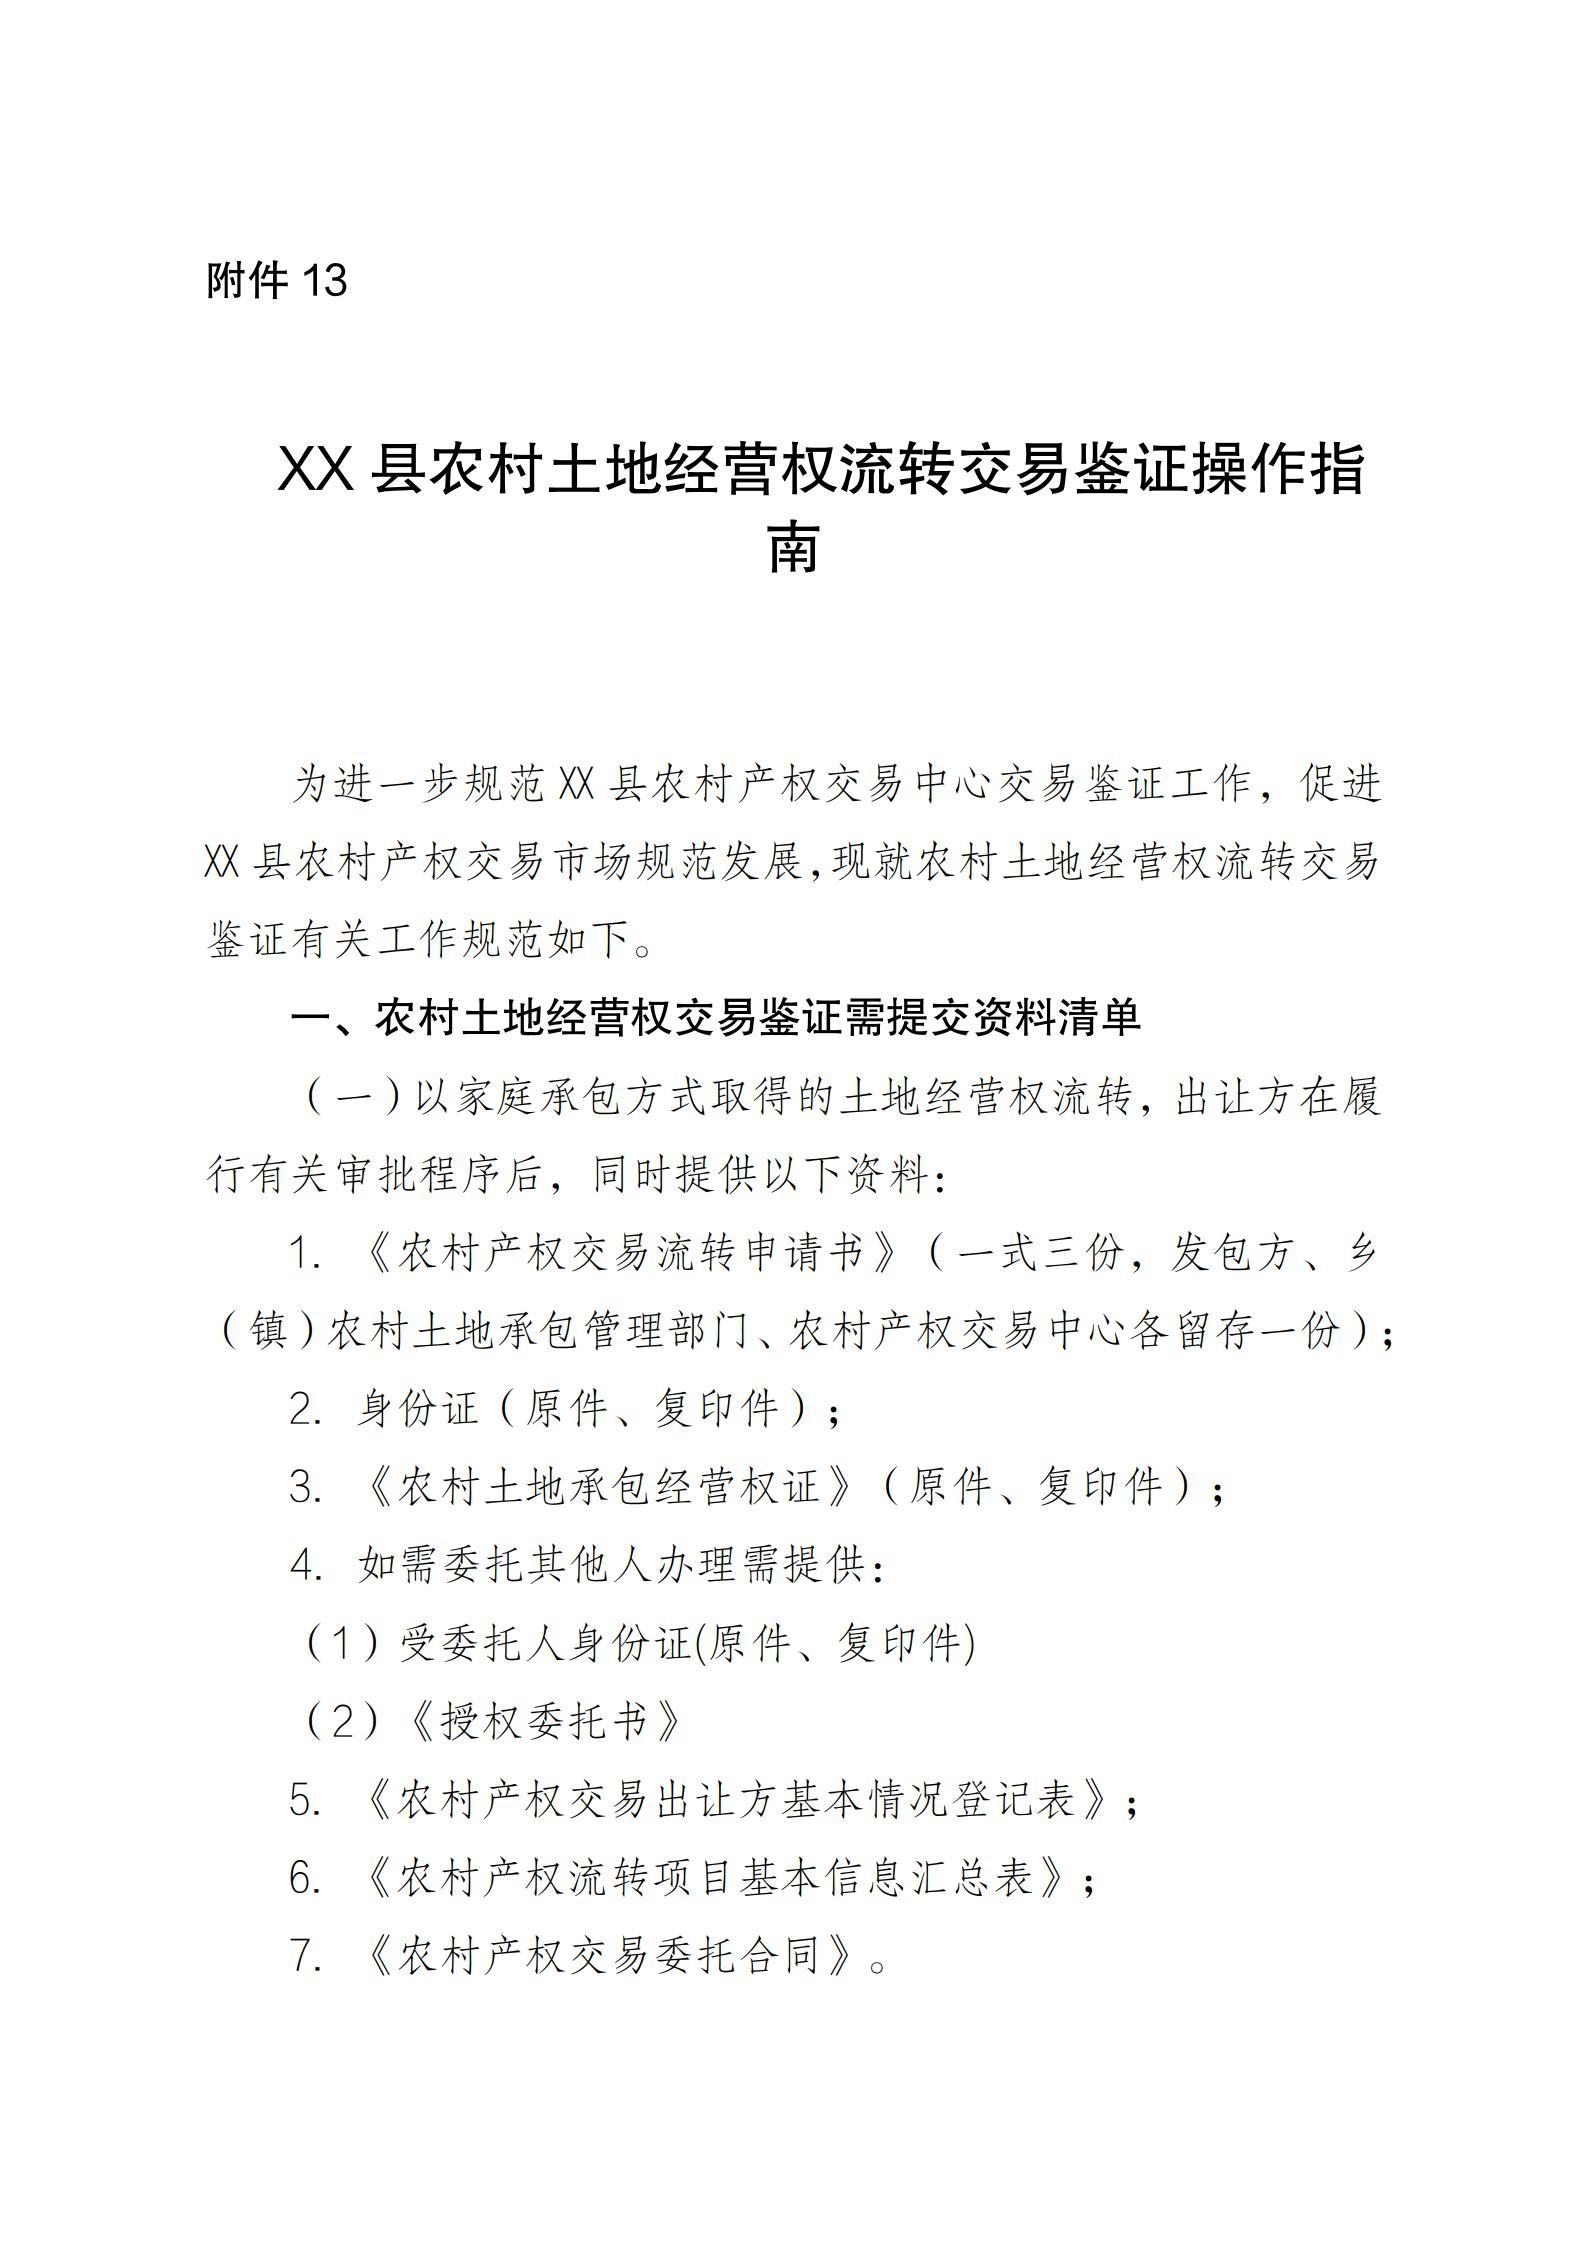 附件 13
XX 县农村土地经营权流转交易鉴证操作指
南
为进一步规范 XX 县农村产权交易中心交易鉴证工作，促进
XX 县农村产权交易市场规范发展,现就农村土地经营权流转交易
鉴证有关工作规范如下。
一、农村土地经营权交易鉴证需提交资料清单
（一）以家庭承包方式取得的土地经营权流转，出让方在履
行有关审批程序后，同时提供以下资料：
1. 《农村产权交易流转申请书》（一式三份，发包方、乡
（镇）农村土地承包管理部门、农村产权交易中心各留存一份）；
2. 身份证（原件、复印件）；
3. 《农村土地承包经营权证》（原件、复印件）；
4. 如需委托其他人办理需提供：
（1）受委托人身份证(原件、复印件)
（2）《授权委托书》
5. 《农村产权交易出让方基本情况登记表》；
6. 《农村产权流转项目基本信息汇总表》；
7. 《农村产权交易委托合同》。